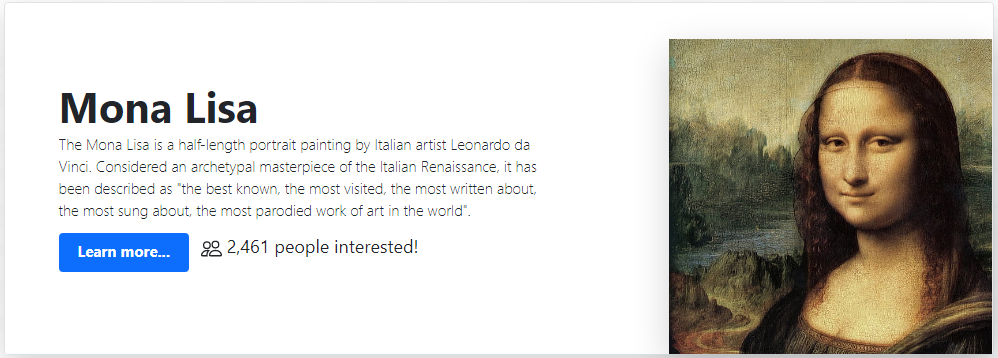 Mona Lisa
The Mona Lisa is a half-length portrait painting by Italian artist Leonardo da
Vinci. Considered an archetypal masterpiece of the Italian Renaissance, it has
been described as "the best known, the most visited, the most written about,
the most sung about, the most parodied work of art in the world".
Learn more... 2,461 people interested!